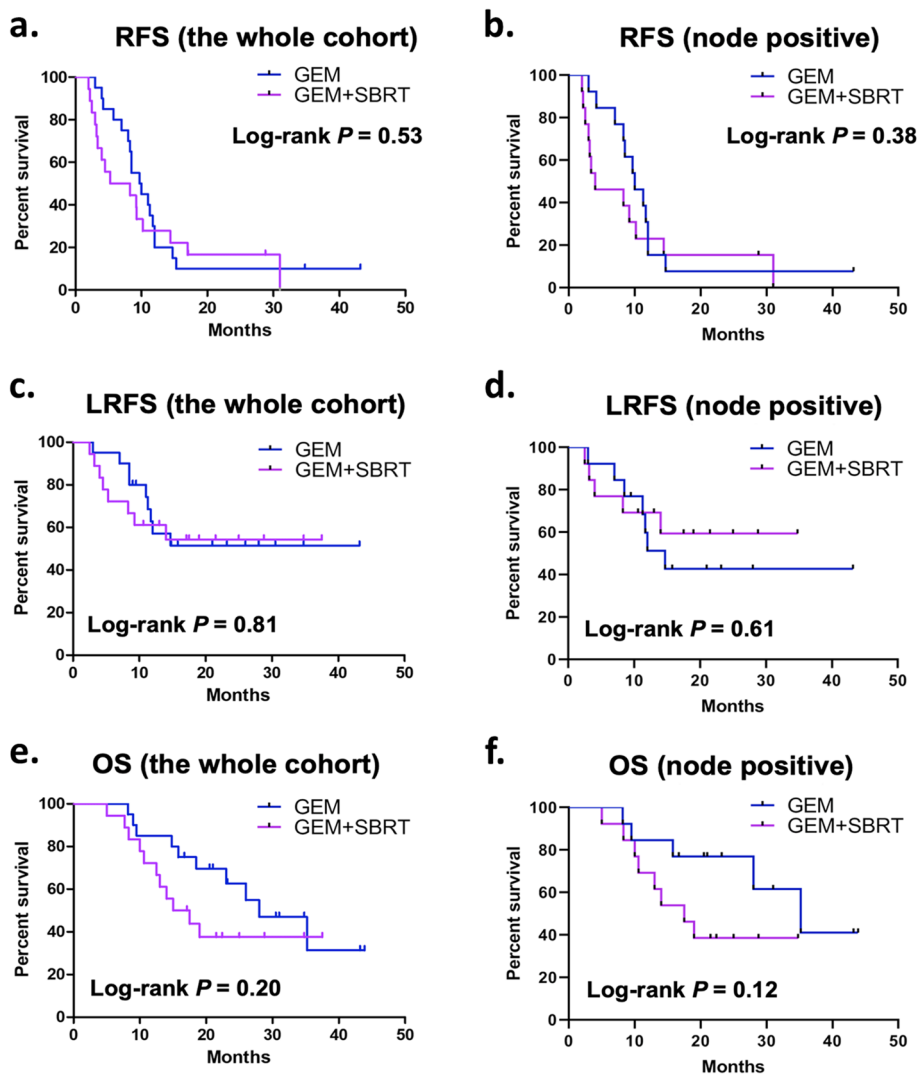 a.
RFS (the whole cohort)
GEM
GEM+SBRT
Log-rank P = 0.53
Percent survival
100
80
60
40
20
0
0 10 20 30 40 50
Months
b.
RFS (node positive)
GEM
GEM+SBRT
Log-rank P = 0.38
Percent survival
100
80
60
40
20
0
0 10 20 30 40 50
Months
c.
LRFS (the whole cohort)
GEM
GEM+SBRT
Percent survival
100
80
60
40
20
0
Log-rank P = 0.81
0 10 20 30 40 50
Months
d.
LRFS (node positive)
GEM
GEM+SBRT
Percent survival
100
80
60
40
20
0
Log-rank P = 0.61
0 10 20 30 40 50
Months
e.
OS (the whole cohort)
GEM
GEM+SBRT
Percent survival
100
80
60
40
20
0
Log-rank P = 0.20
0 10 20 30 40 50
Months
f.
OS (node positive)
GEM
GEM+SBRT
Percent survival
100
80
60
40
20
0
Log-rank P = 0.12
0 10 20 30 40 50
Months